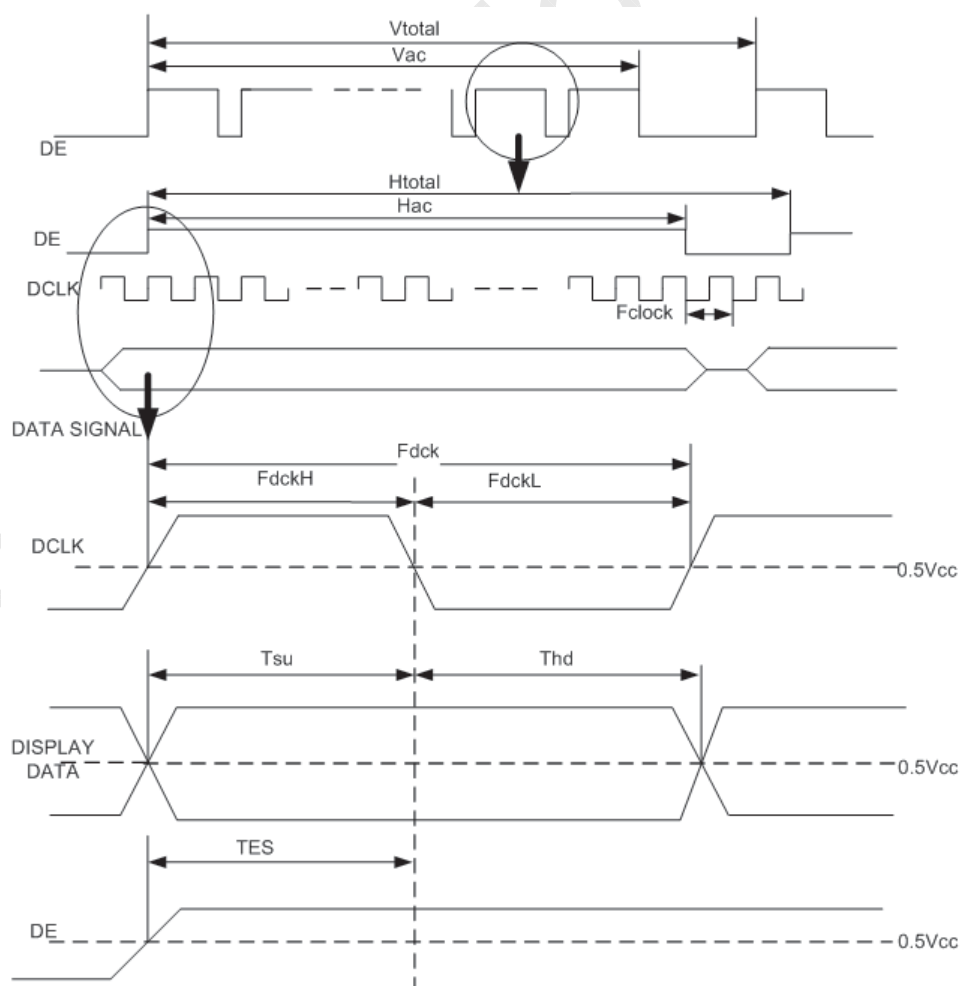 Vtotal
Vac
DE
Htotal
Hac
DE
DCLK
Fclock
DATA SIGNAL
Fdck
FdckH
FdckL
DCLK
0.5Vcc
Tsu
Thd
DISPLAY
DATA
0.5Vcc
TES
DE
0.5Vcc